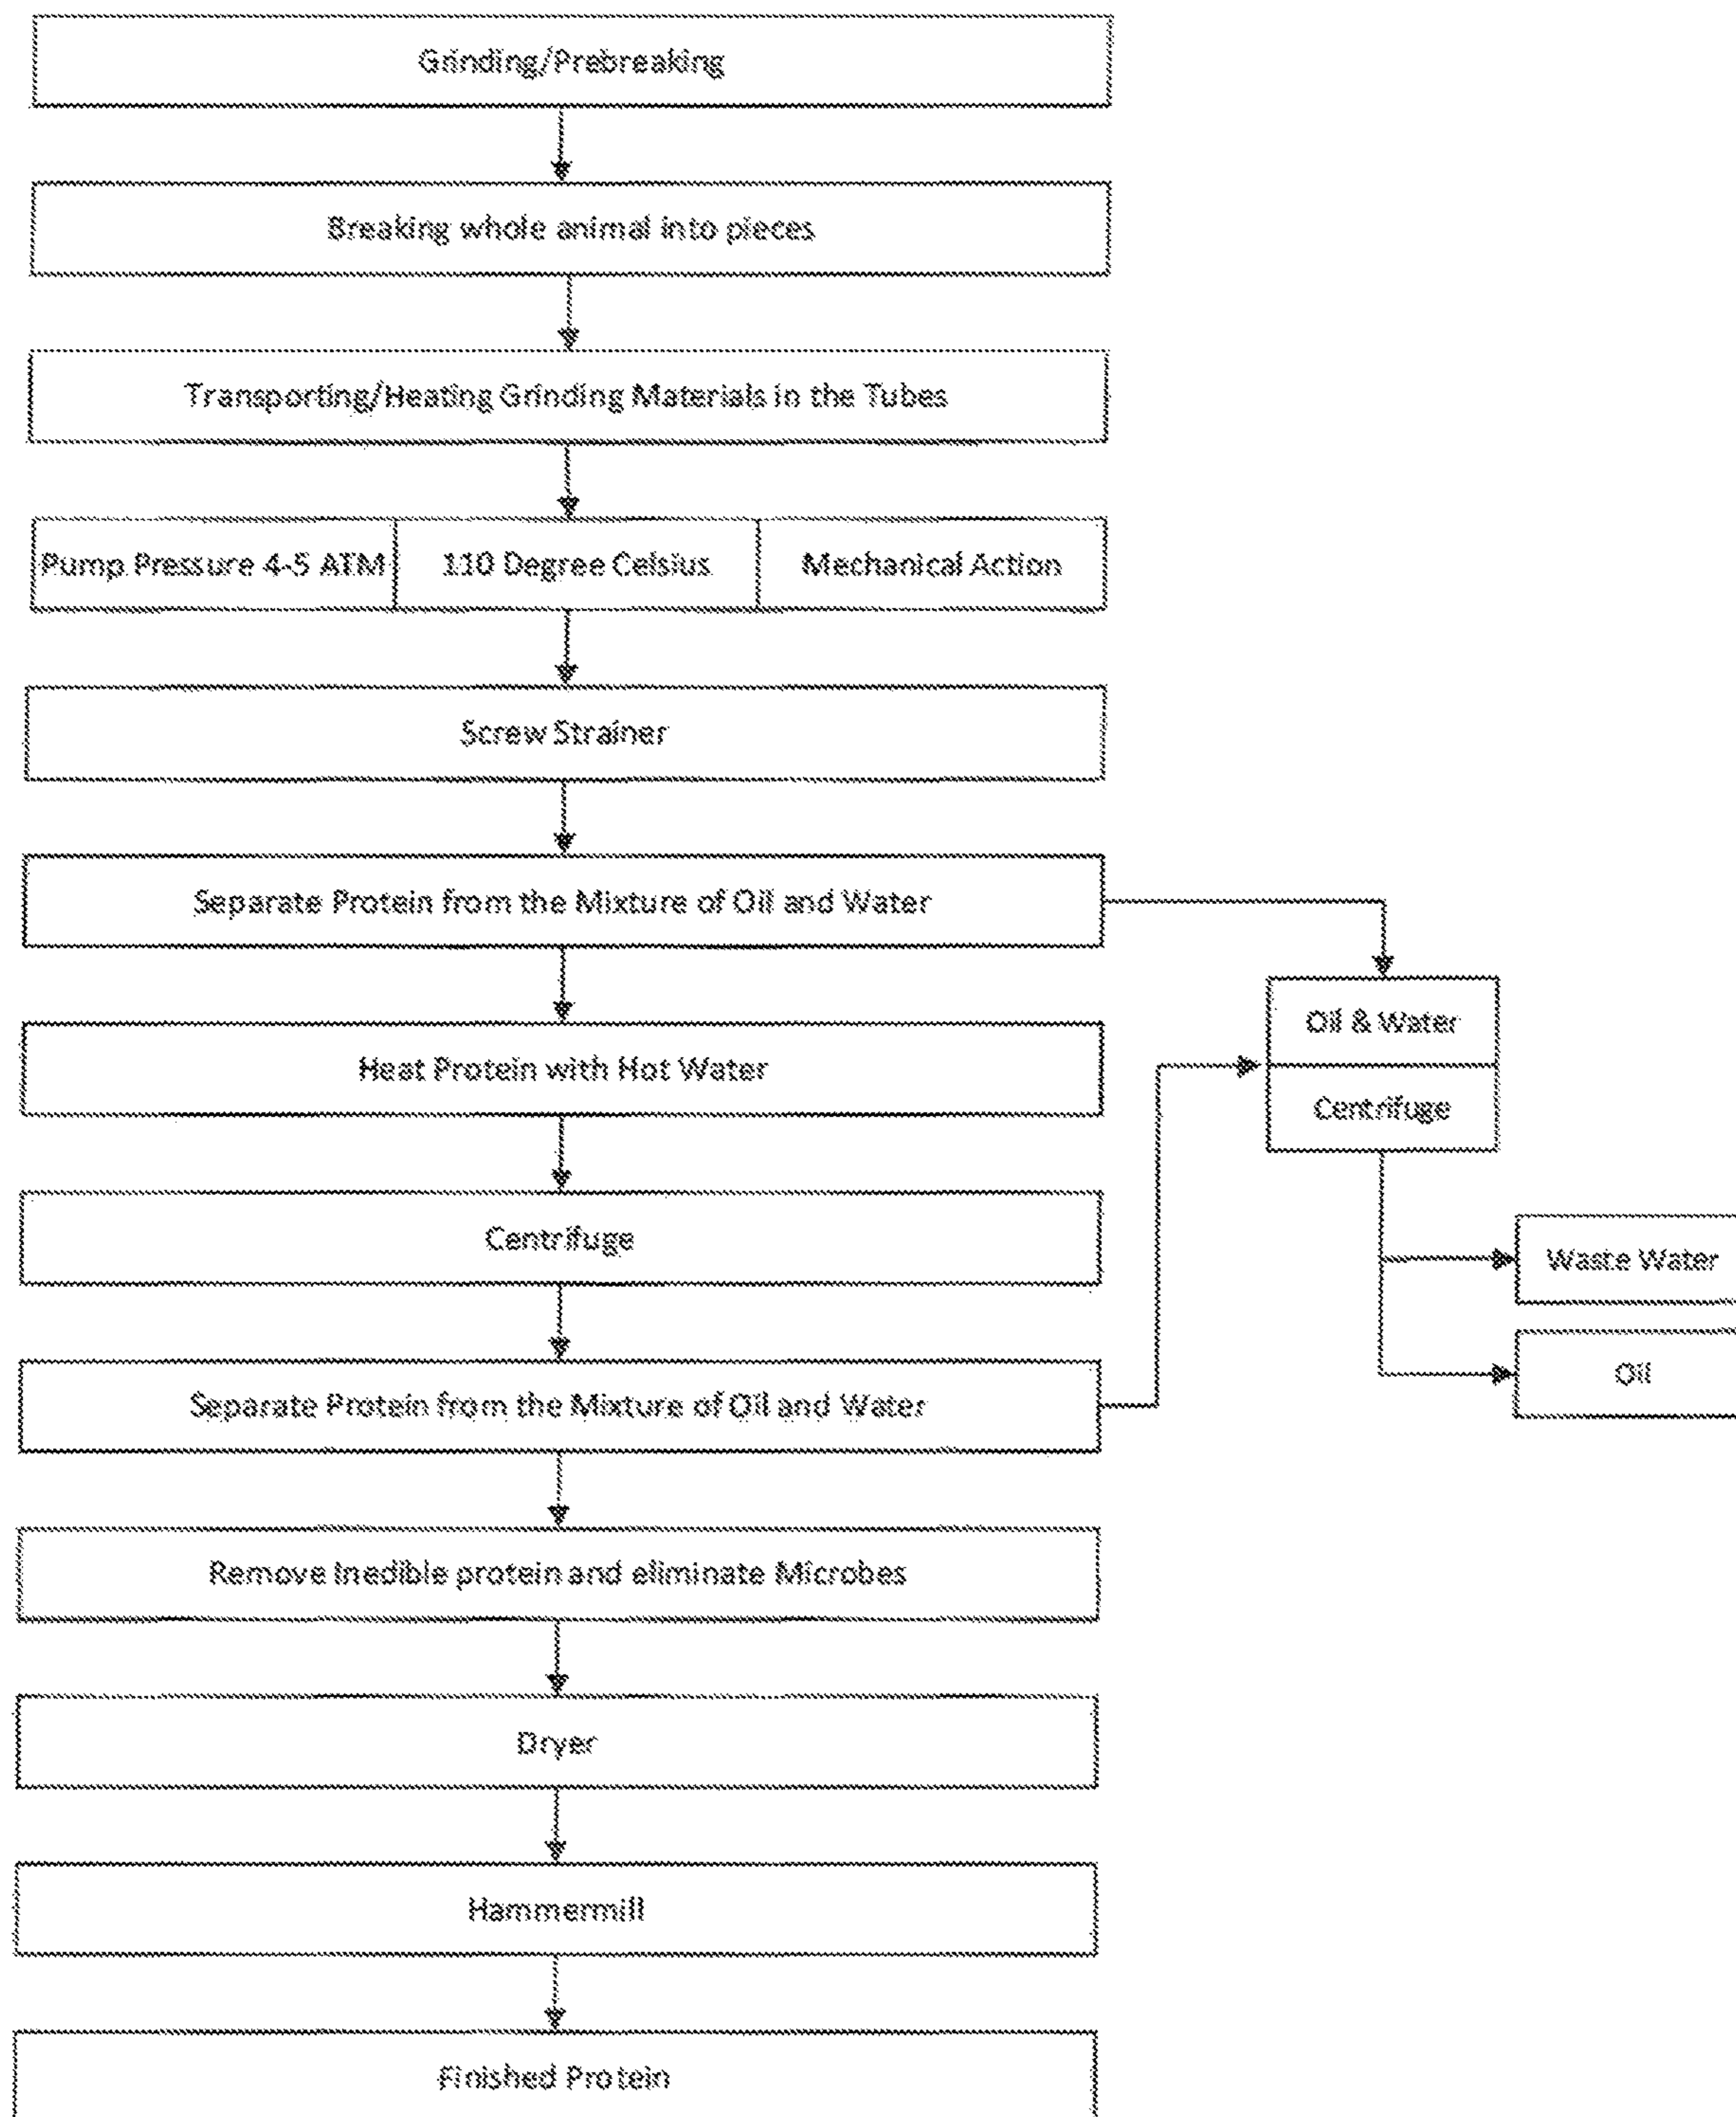 Grinding/Prebreaking
Breaking whole animal into pieces
Transporting/Heating Grinding Materials in the Tubes
Pump Pressure 4-5 ATM
110 Degree Celsius
Mechanical Action
Screw Strainer
Separate Protein from the Mixture of Oil and Water
Oil & Water
Heat Protein with Hot Water
Centrifuge
Centrifuge
Waste Water
Oil
Separate Protein from the Mixture of Oil and Water
Remove Inedible protein and eliminate Microbes
Dryer
Hammermill
Finished Protein